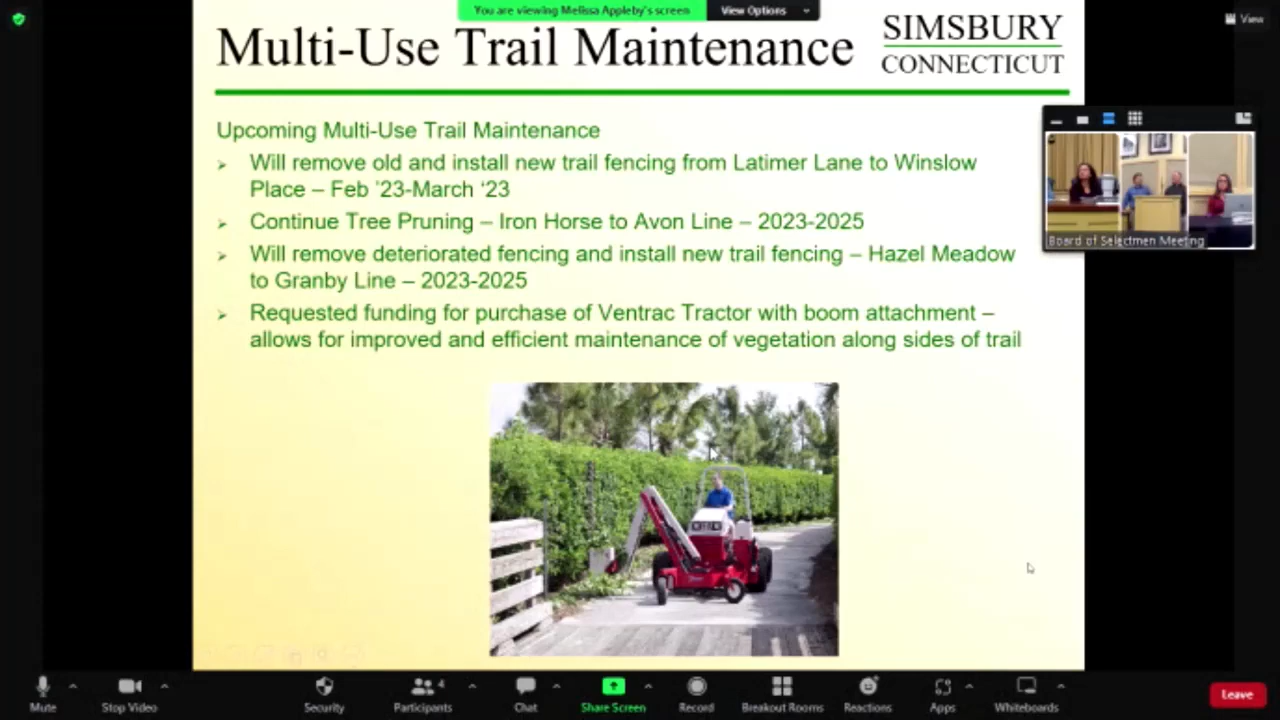 You are viewing Melissa Appleby's screen
View Options
View
Multi-Use Trail Maintenance
SIMSBURY
CONNECTICUT
Upcoming Multi-Use Trail Maintenance
Will remove old and install new trail fencing from Latimer Lane to Winslow
Place – Feb '23-March ‘23
Continue Tree Pruning – Iron Horse to Avon Line – 2023-2025
Will remove deteriorated fencing and install new trail fencing – Hazel Meadow
to Granby Line – 2023-2025
Requested funding for purchase of Ventrac Tractor with boom attachment –
allows for improved and efficient maintenance of vegetation along sides of trail
Board of Selectmen Meeting
4
Mute
Stop Video
Security
Participants
Chat
Share Screen
Record
Breakout Rooms
Reactions
Apps
Whiteboards
Leave